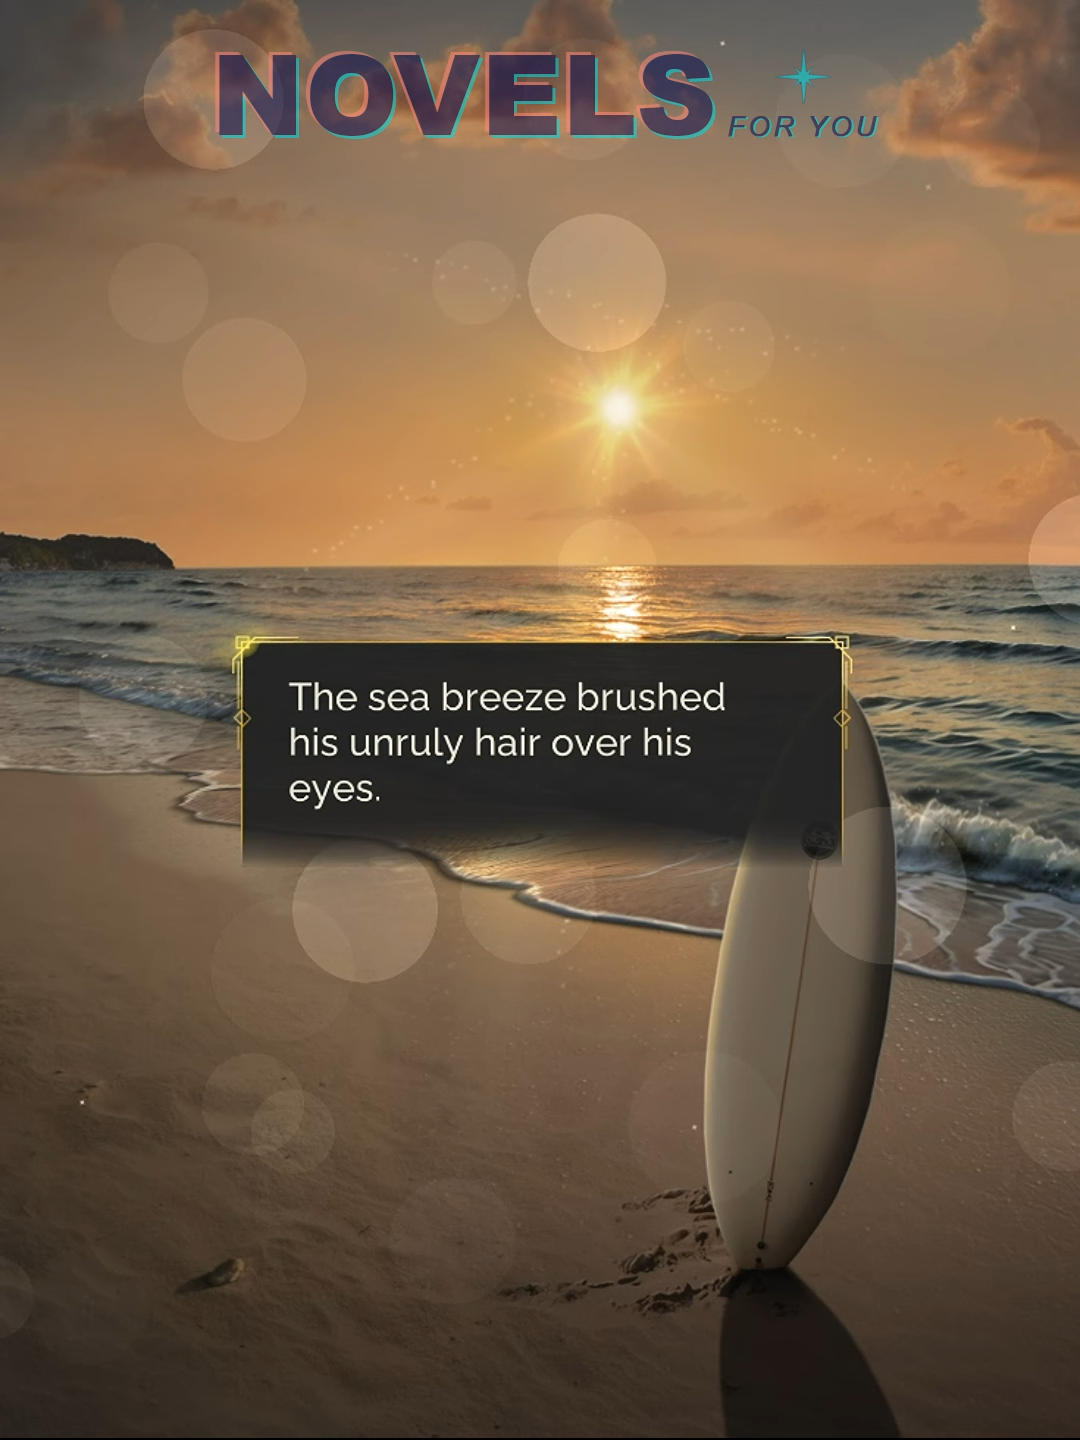 NOVELS
FOR YOU
The sea breeze brushed
his unruly hair over his
eyes.